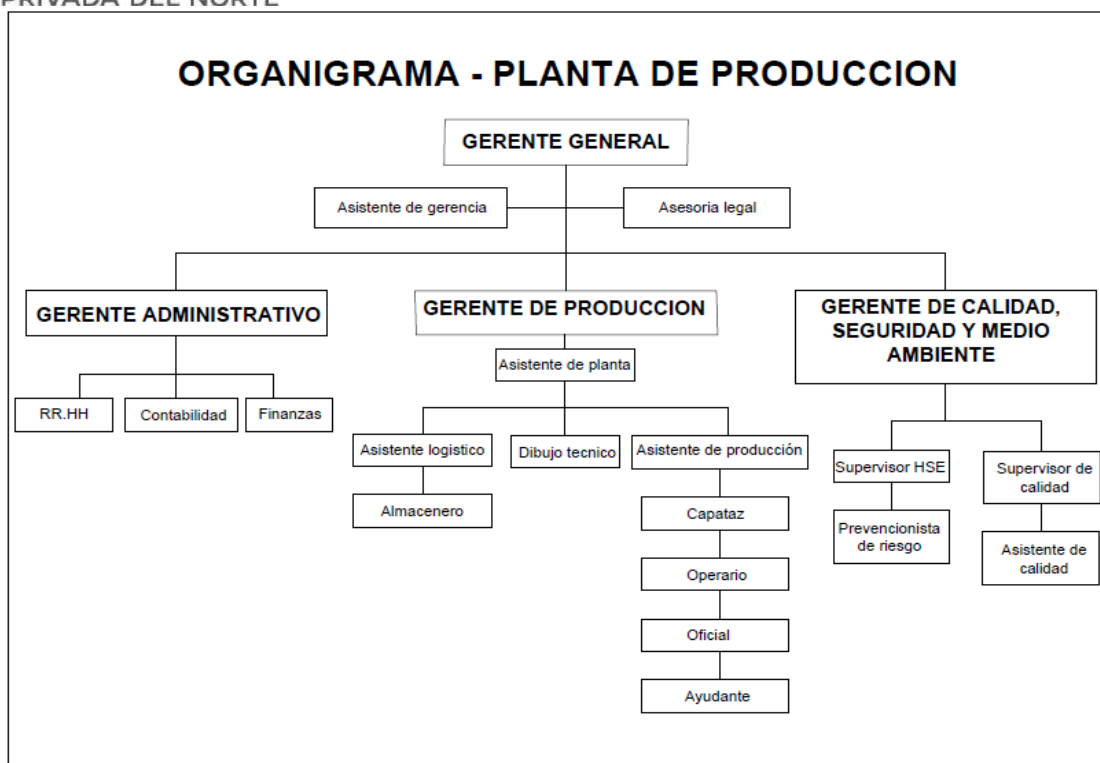 PRIVADA DEL NORTE
ORGANIGRAMA - PLANTA DE PRODUCCION
GERENTE GENERAL
Asistente de gerencia
Asesoria legal
GERENTE ADMINISTRATIVO
GERENTE DE PRODUCCION
GERENTE DE CALIDAD,
SEGURIDAD Y MEDIO
AMBIENTE
Asistente de planta
RR.HH
Contabilidad
Finanzas
Asistente logistico
Dibujo tecnico
Asistente de producción
Supervisor HSE
Supervisor de
calidad
Almacenero
Capataz
Prevencionista
de riesgo
Asistente de
calidad
Operario
Oficial
Ayudante